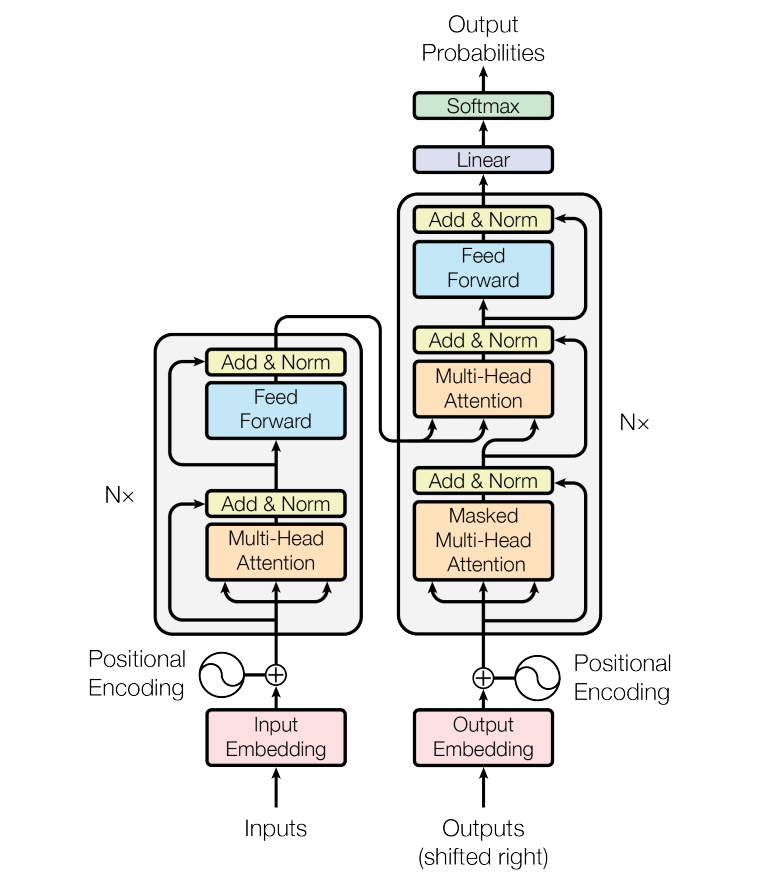 Output
Probabilities
Softmax
Linear
Add & Norm
Feed
Forward
Add & Norm
Multi-Head
Attention
Add & Norm
Masked
Multi-Head
Attention
Nx
Add & Norm
Feed
Forward
Add & Norm
Multi-Head
Attention
Nx
Positional
Encoding
Positional
Encoding
Input
Embedding
Output
Embedding
Inputs
Outputs
(shifted right)